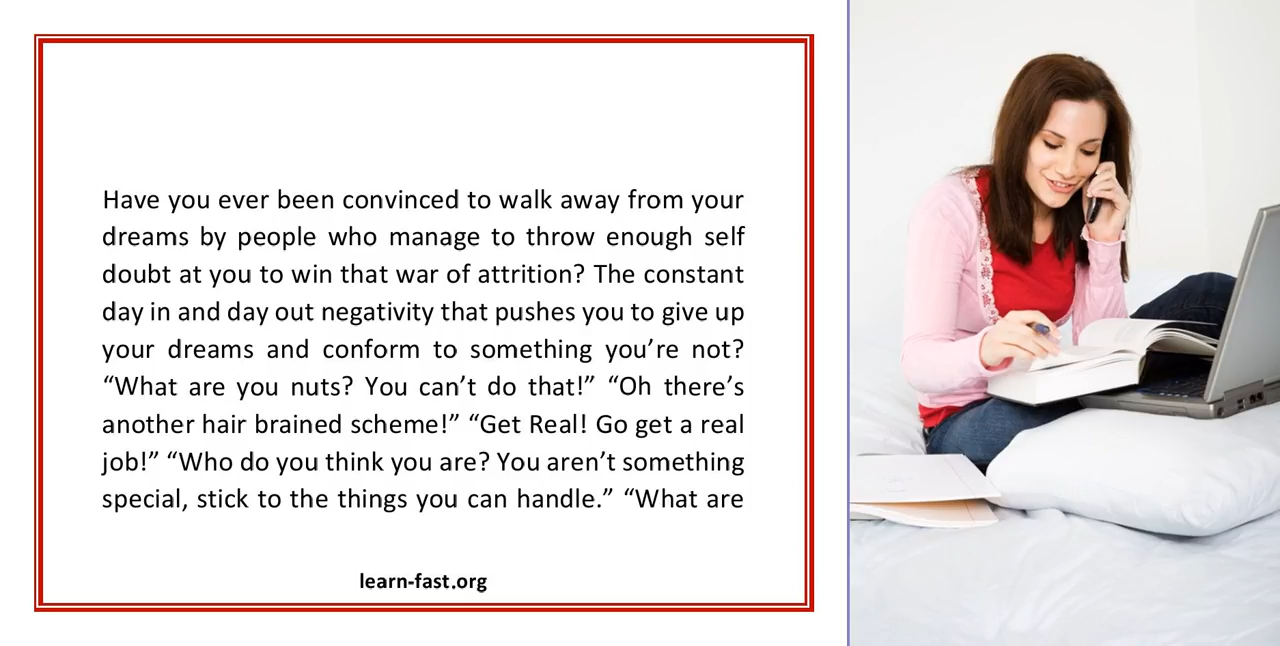 Have you ever been convinced to walk away from your
dreams by people who manage to throw enough self
doubt at you to win that war of attrition? The constant
day in and day out negativity that pushes you to give up
your dreams and conform to something you’re not?
“What are you nuts? You can’t do that!” “Oh there’s
another hair brained scheme!” “Get Real! Go get a real
job!” “Who do you think you are? You aren’t something
special, stick to the things you can handle.” “What are
learn-fast.org